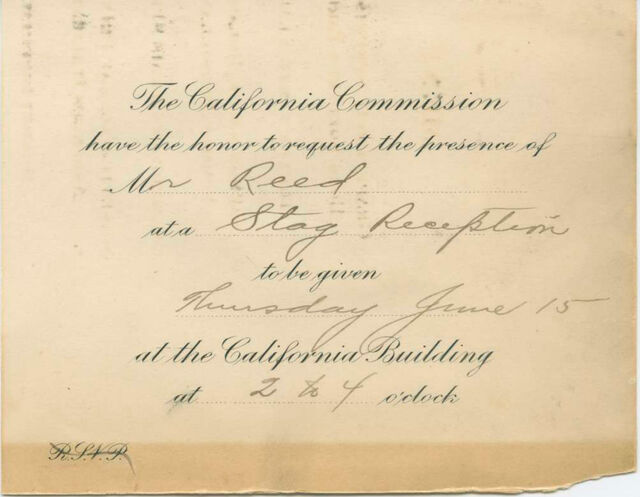 The California Commission
have the honor to request the presence of
Mr Reed
at a Stag Reception
to be given
Thursday June 15
at the California Building
at 2 to 4 o'clock
R.S.V.P.